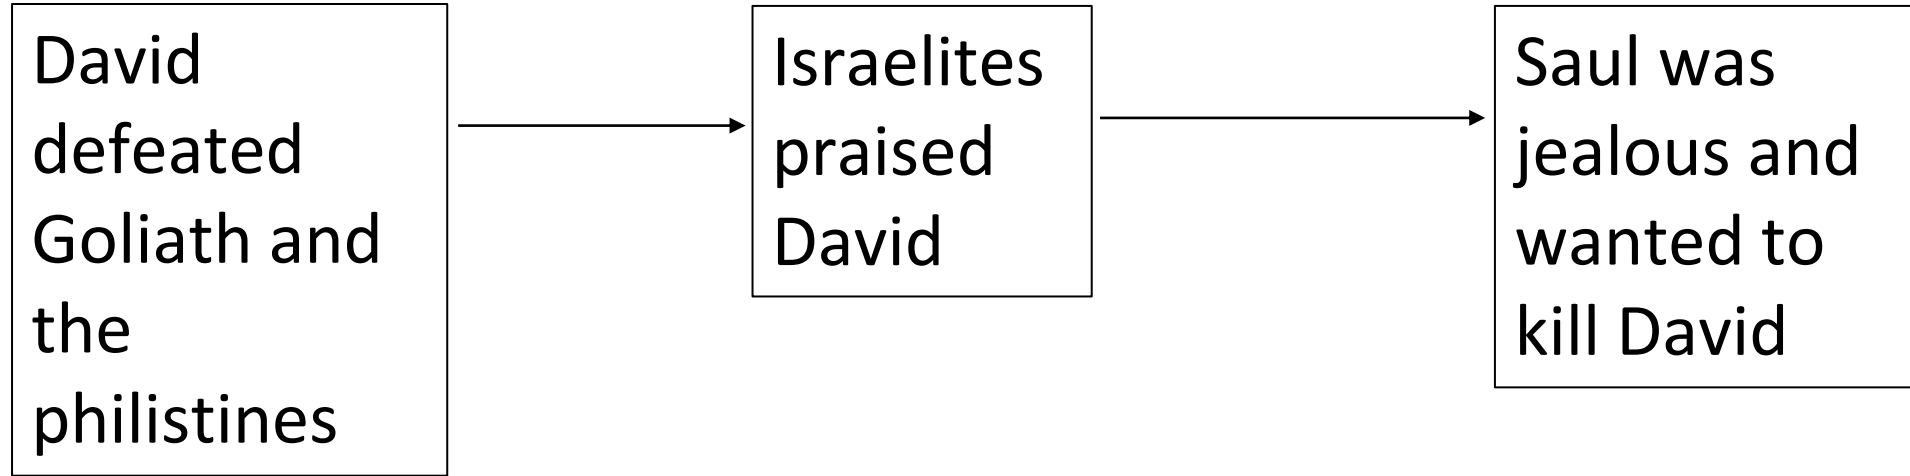 David
defeated
Goliath and
the
philistines
Israelites
praised
David
Saul was
jealous and
wanted to
kill David